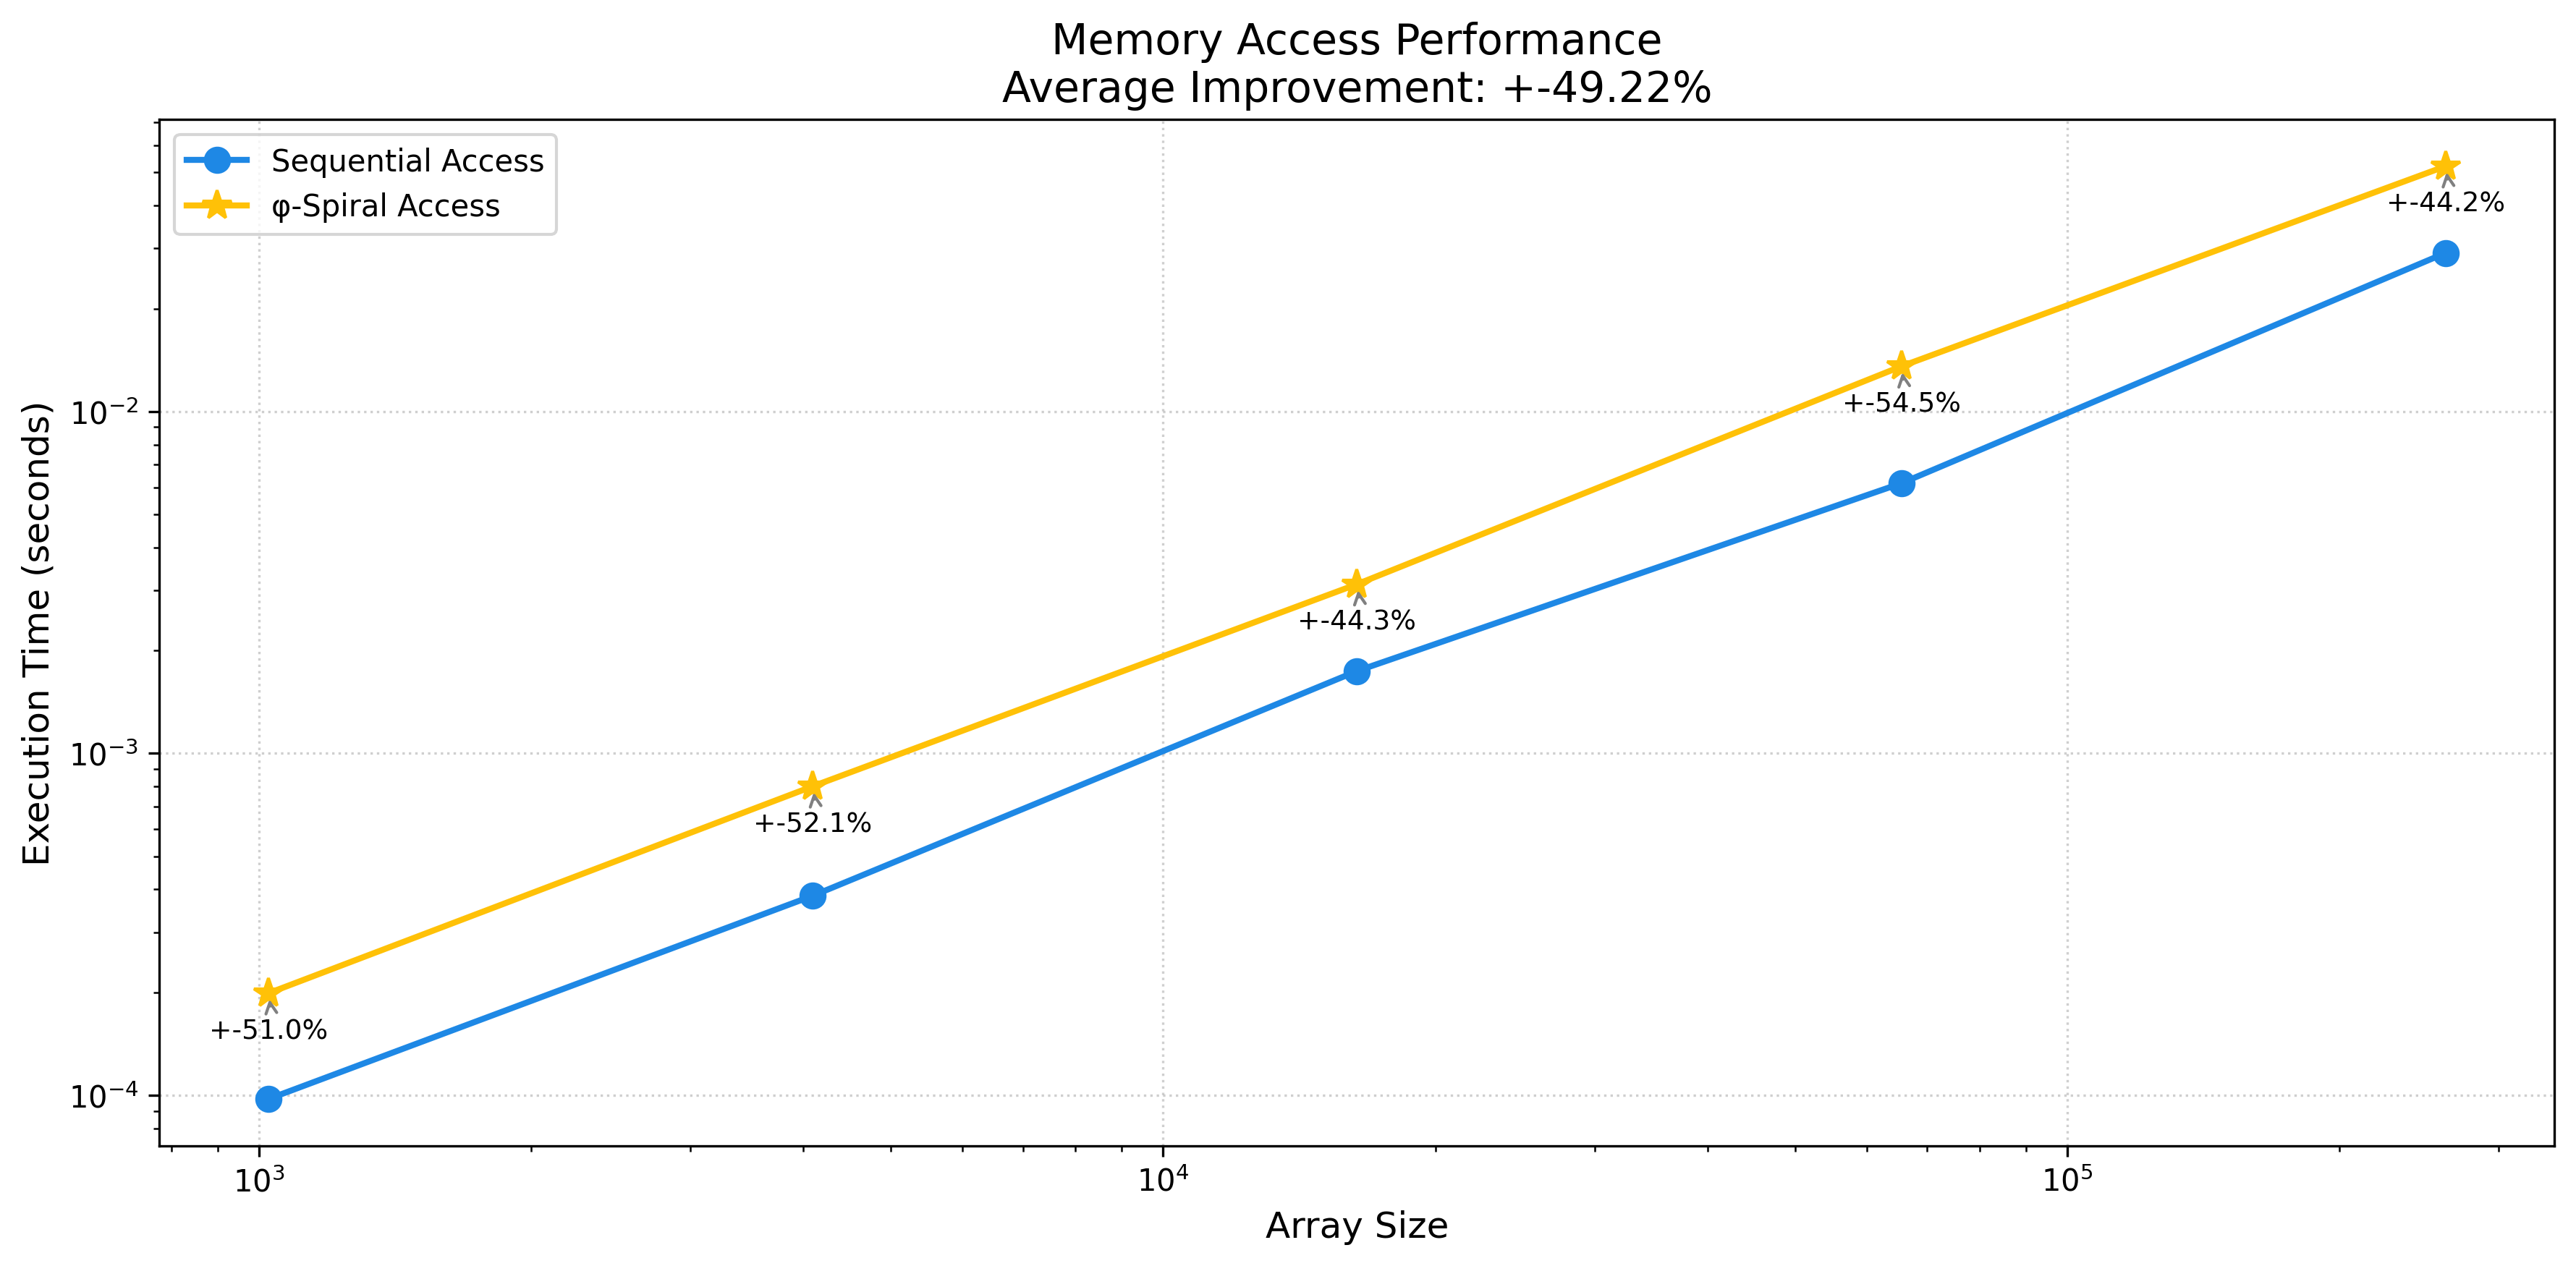 Memory Access Performance
Average Improvement: +-49.22%
Sequential Access
φ-Spiral Access
+-44.2%
+-54.5%
+-44.3%
+-52.1%
+-51.0%
Execution Time (seconds)
10⁻²
10⁻³
10⁻⁴
10³
10⁴
10⁵
Array Size